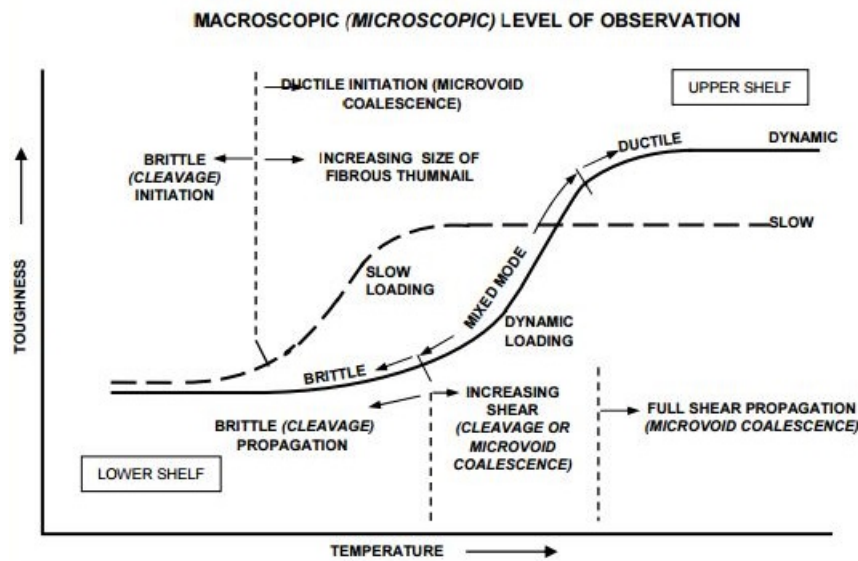 MACROSCOPIC (MICROSCOPIC) LEVEL OF OBSERVATION
DUCTILE INITIATION (MICROVOID
COALESCENCE)
UPPER SHELF
BRITTLE
(CLEAVAGE)
INITIATION
INCREASING SIZE OF
FIBROUS THUMNAIL
DUCTILE
DYNAMIC
SLOW
SLOW
LOADING
MIXED MODE
DYNAMIC
LOADING
TOUGHNESS
BRITTLE
BRITTLE (CLEAVAGE)
PROPAGATION
INCREASING
SHEAR
(CLEAVAGE OR
MICROVOID
COALESCENCE)
FULL SHEAR PROPAGATION
(MICROVOID COALESCENCE)
LOWER SHELF
TEMPERATURE